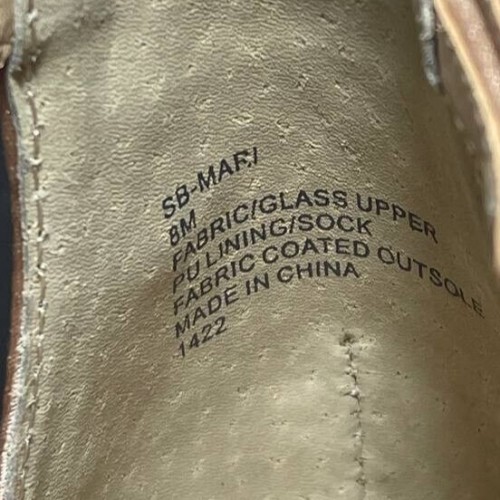 SB-MARI
8M
FABRIC/GLASS UPPER
PU LINING/SOCK
FABRIC COATED OUTSOLE
MADE IN CHINA
1422